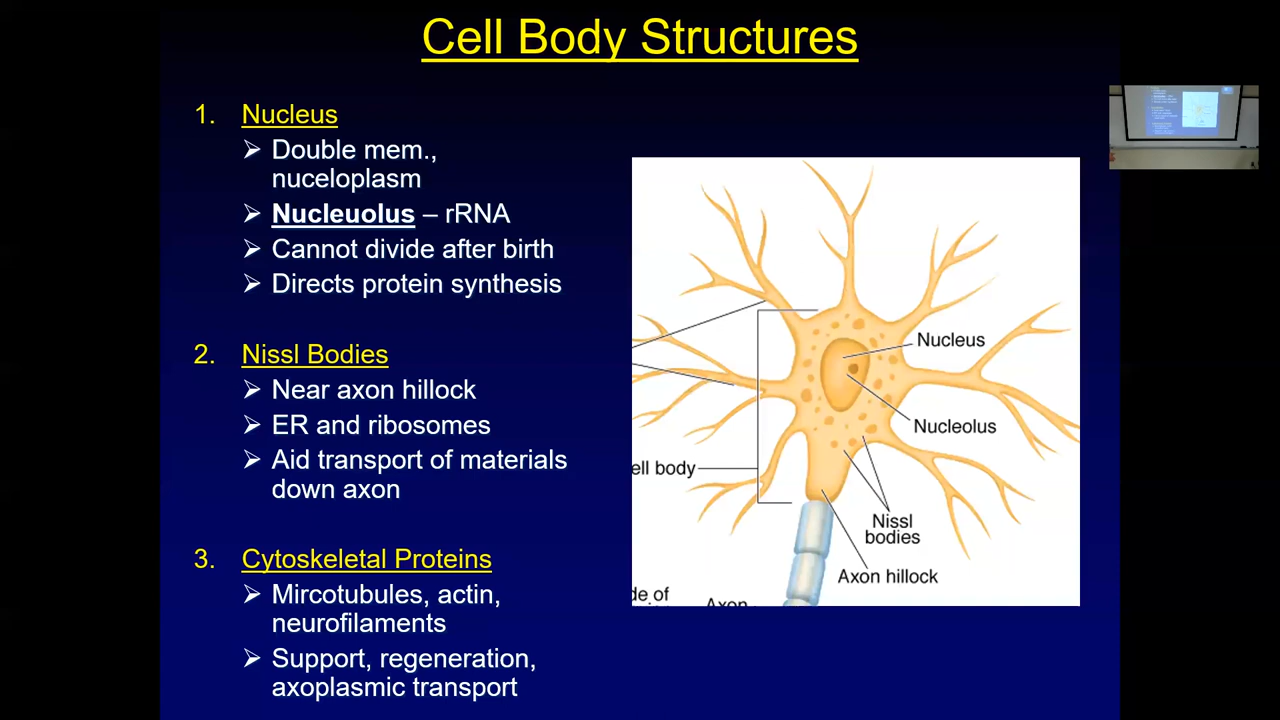 Cell Body Structures
1. Nucleus
Double mem.,
nuceloplasm
Nucleuolus – rRNA
Cannot divide after birth
Directs protein synthesis
2. Nissl Bodies
Near axon hillock
ER and ribosomes
Aid transport of materials
down axon
3. Cytoskeletal Proteins
Mircotubules, actin,
neurofilaments
Support, regeneration,
axoplasmic transport
Nucleus
Nucleolus
ell body
Nissl
bodies
Axon hillock
de of
Axon